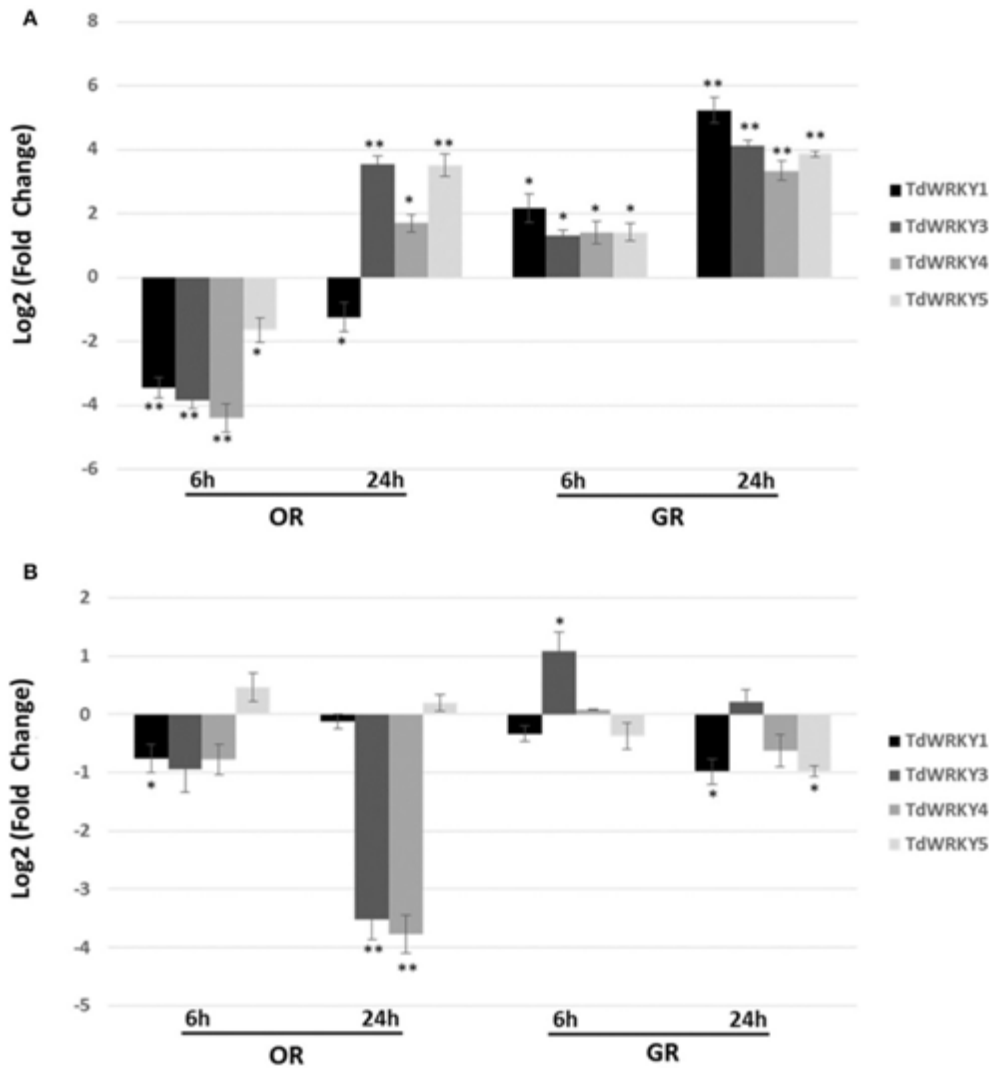 A
Log2 (Fold Change)
8
6
4
2
0
-2
-4
-6
**
**
**
*
*
**
*
**
*
*
*
*
**
**
**
**
6h
24h
6h
24h
OR
GR
TdWRKY1
TdWRKY3
TdWRKY4
TdWRKY5
B
Log2 (Fold Change)
2
1
0
-1
-2
-3
-4
-5
*
**
**
*
*
*
6h
24h
6h
24h
OR
GR
TdWRKY1
TdWRKY3
TdWRKY4
TdWRKY5